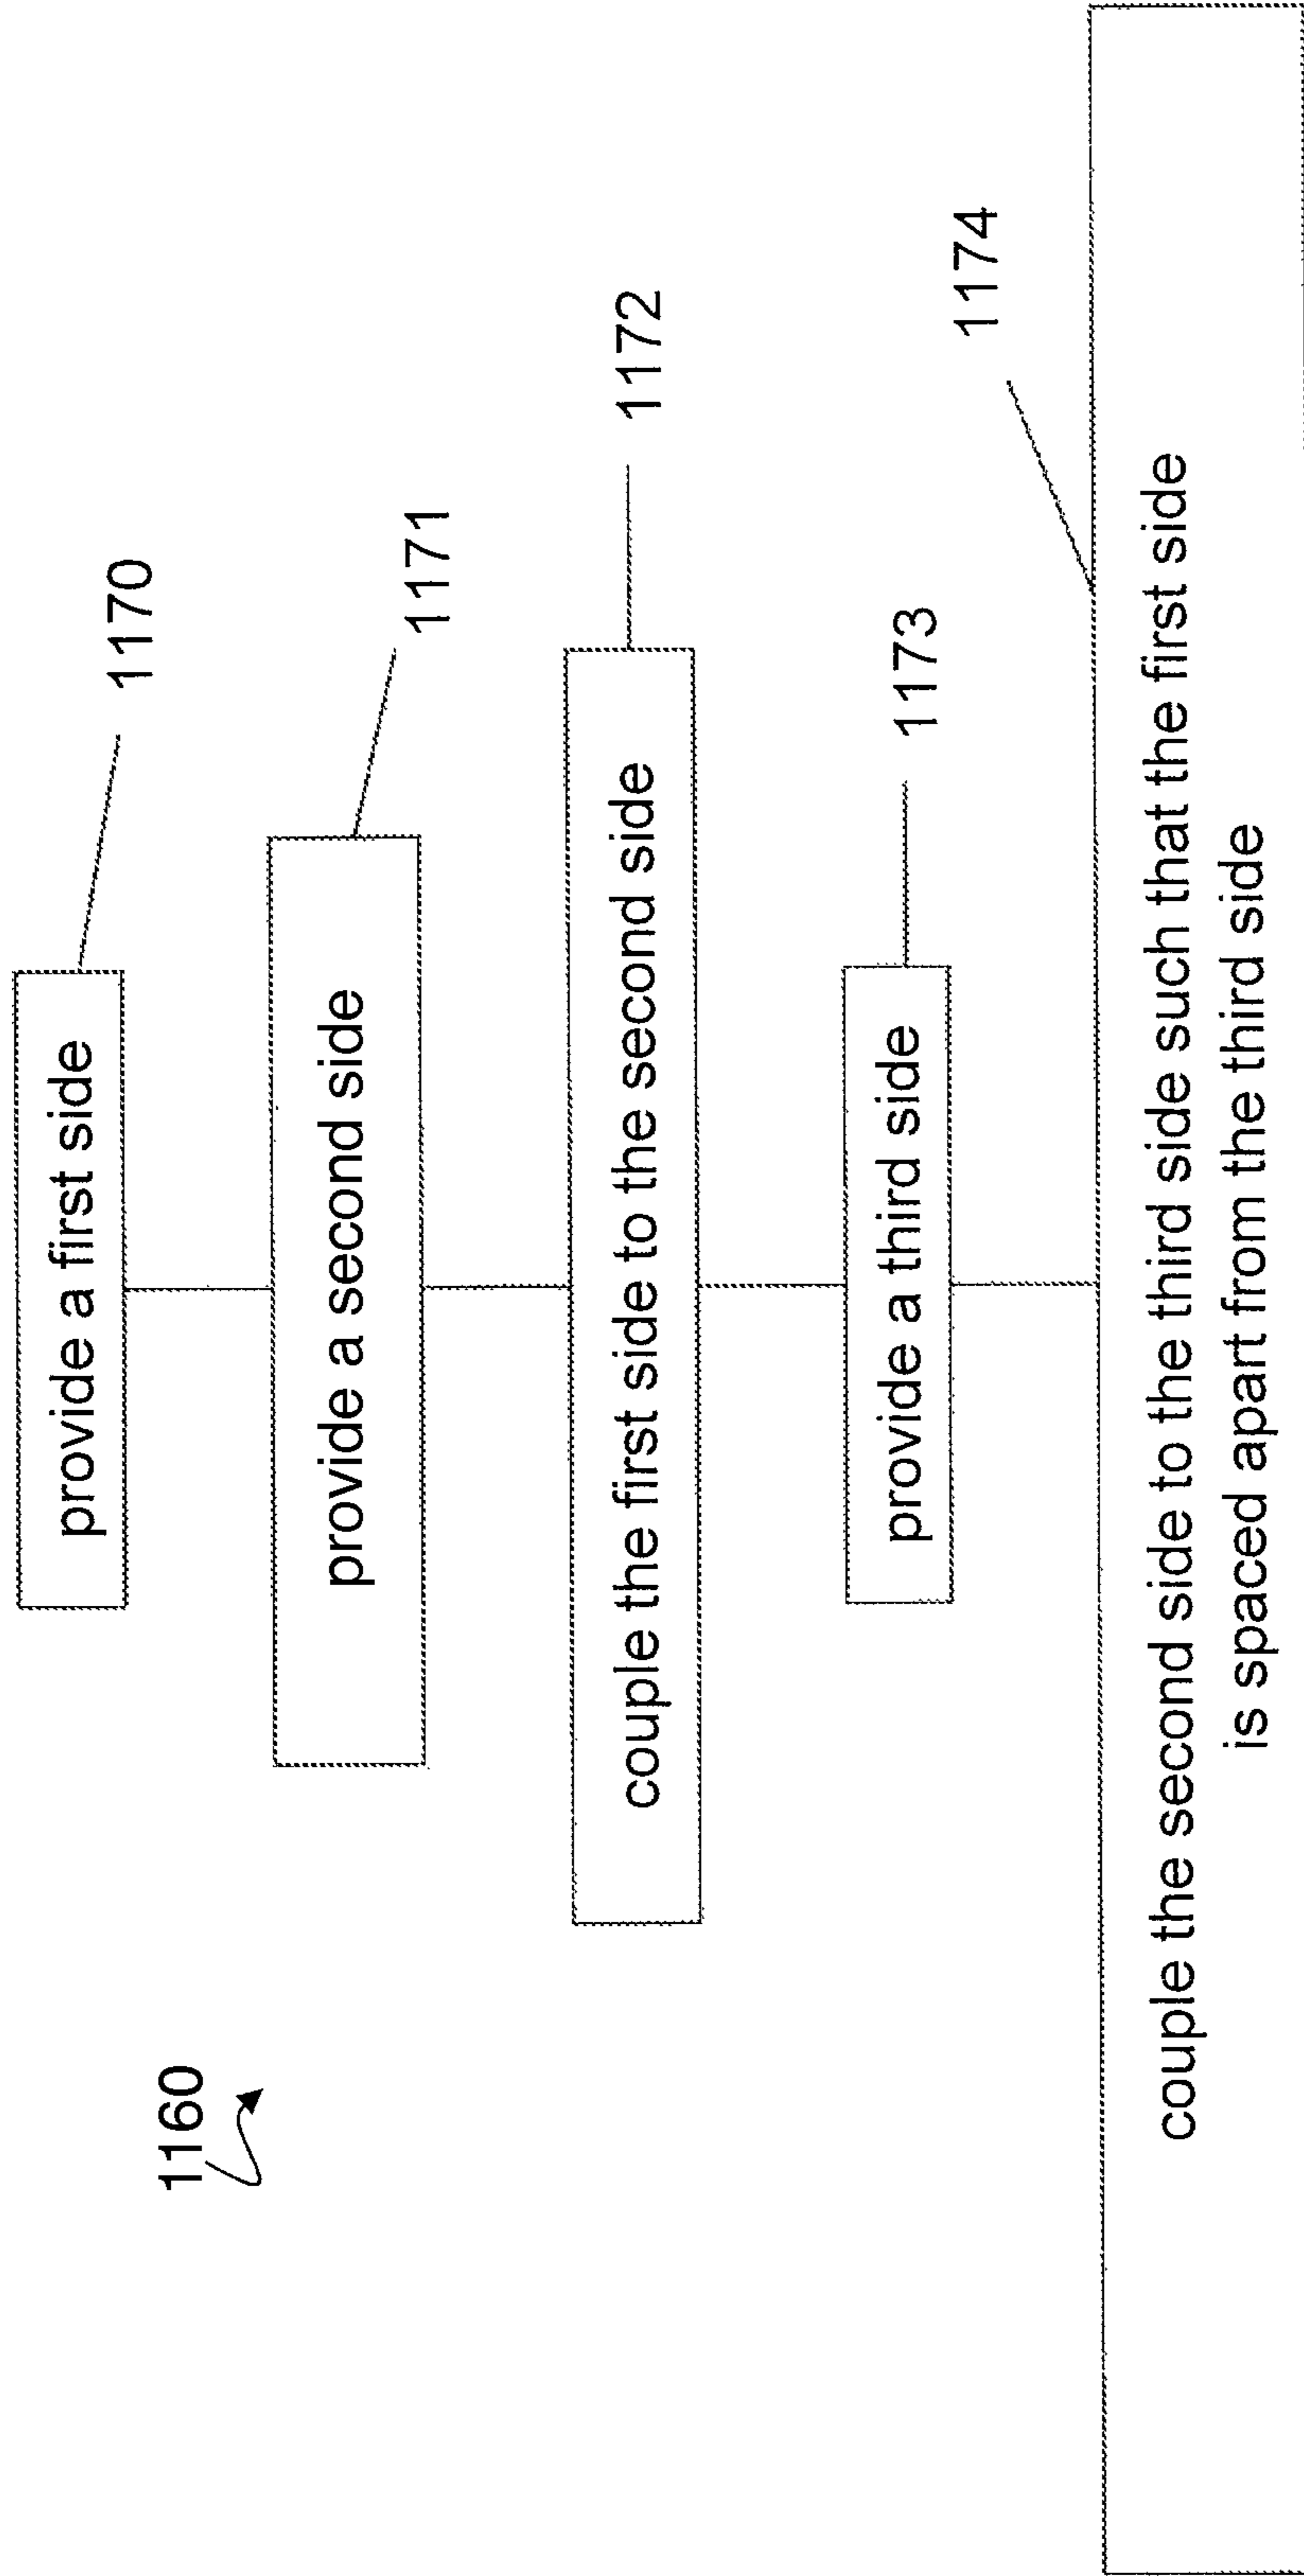 1160
provide a first side
1170
provide a second side
1171
couple the first side to the second side
1172
provide a third side
1173
1174
couple the second side to the third side such that the first side
is spaced apart from the third side